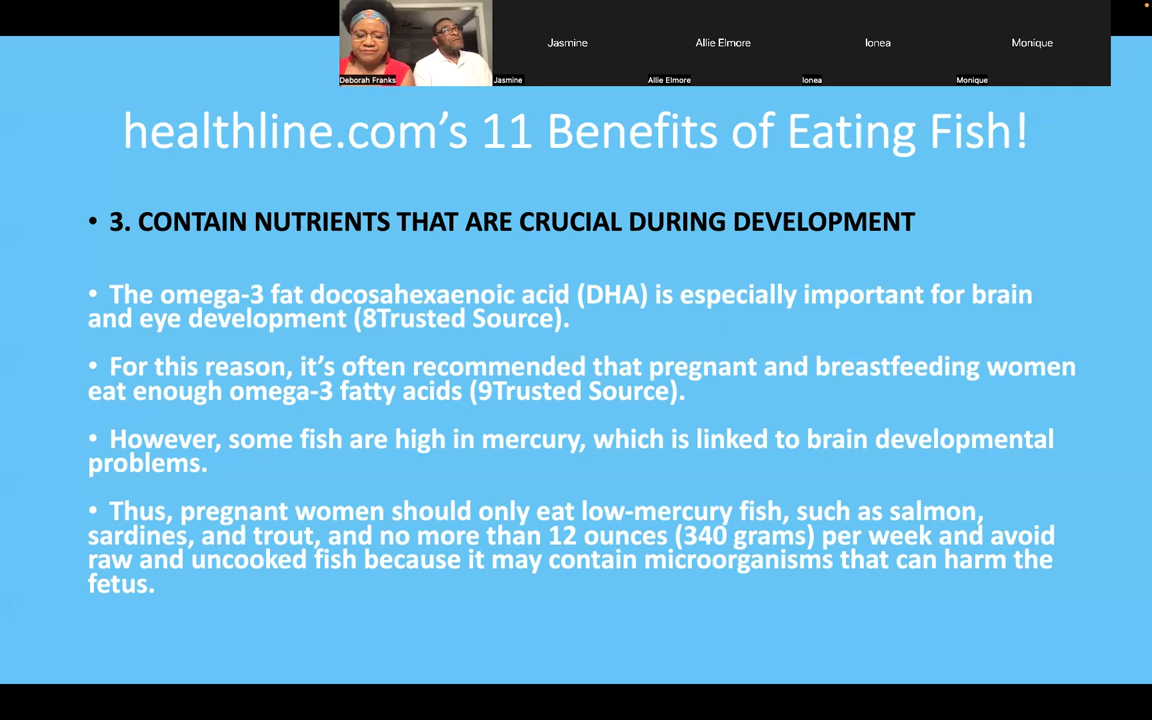 Jasmine
Allie Elmore
Ionea
Monique
Deborah Franks
Jasmine
Allie Elmore
Ionea
Monique
healthline.com's 11 Benefits of Eating Fish!
• 3. CONTAIN NUTRIENTS THAT ARE CRUCIAL DURING DEVELOPMENT
• The omega-3 fat docosahexaenoic acid (DHA) is especially important for brain
and eye development (8Trusted Source).
• For this reason, it's often recommended that pregnant and breastfeeding women
eat enough omega-3 fatty acids (9Trusted Source).
• However, some fish are high in mercury, which is linked to brain developmental
problems.
• Thus, pregnant women should only eat low-mercury fish, such as salmon,
sardines, and trout, and no more than 12 ounces (340 grams) per week and avoid
raw and uncooked fish because it may contain microorganisms that can harm the
fetus.